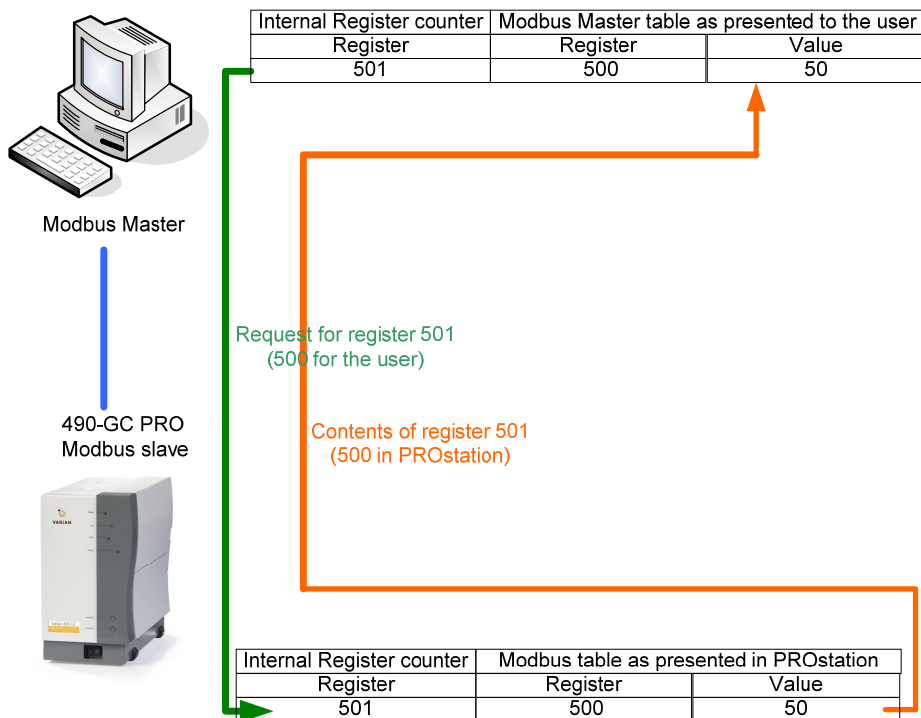 Internal Register counter Modbus Master table as presented to the user
Register Register Value
501 500 50
Modbus Master
Request for register 501
(500 for the user)
Contents of register 501
(500 in PROstation)
490-GC PRO
Modbus slave
VARIAN
Internal Register counter Modbus table as presented in PROstation
Register Register Value
501 500 50